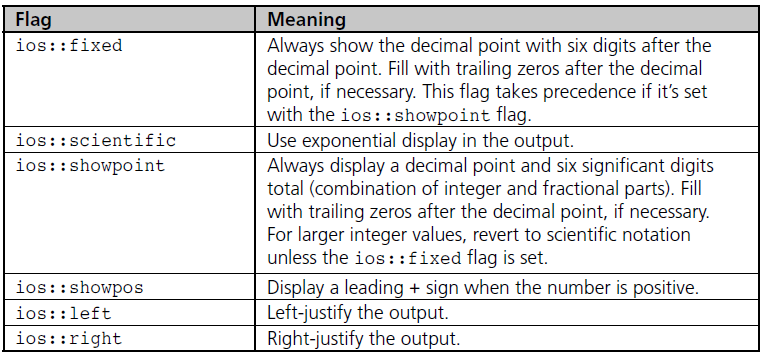 Flag Meaning
ios::fixed Always show the decimal point with six digits after the
decimal point. Fill with trailing zeros after the decimal
point, if necessary. This flag takes precedence if it’s set
with the ios::showpoint flag.
ios::scientific Use exponential display in the output.
ios::showpoint Always display a decimal point and six significant digits
total (combination of integer and fractional parts). Fill
with trailing zeros after the decimal point, if necessary.
For larger integer values, revert to scientific notation
unless the ios::fixed flag is set.
ios::showpos Display a leading + sign when the number is positive.
ios::left Left-justify the output.
ios::right Right-justify the output.